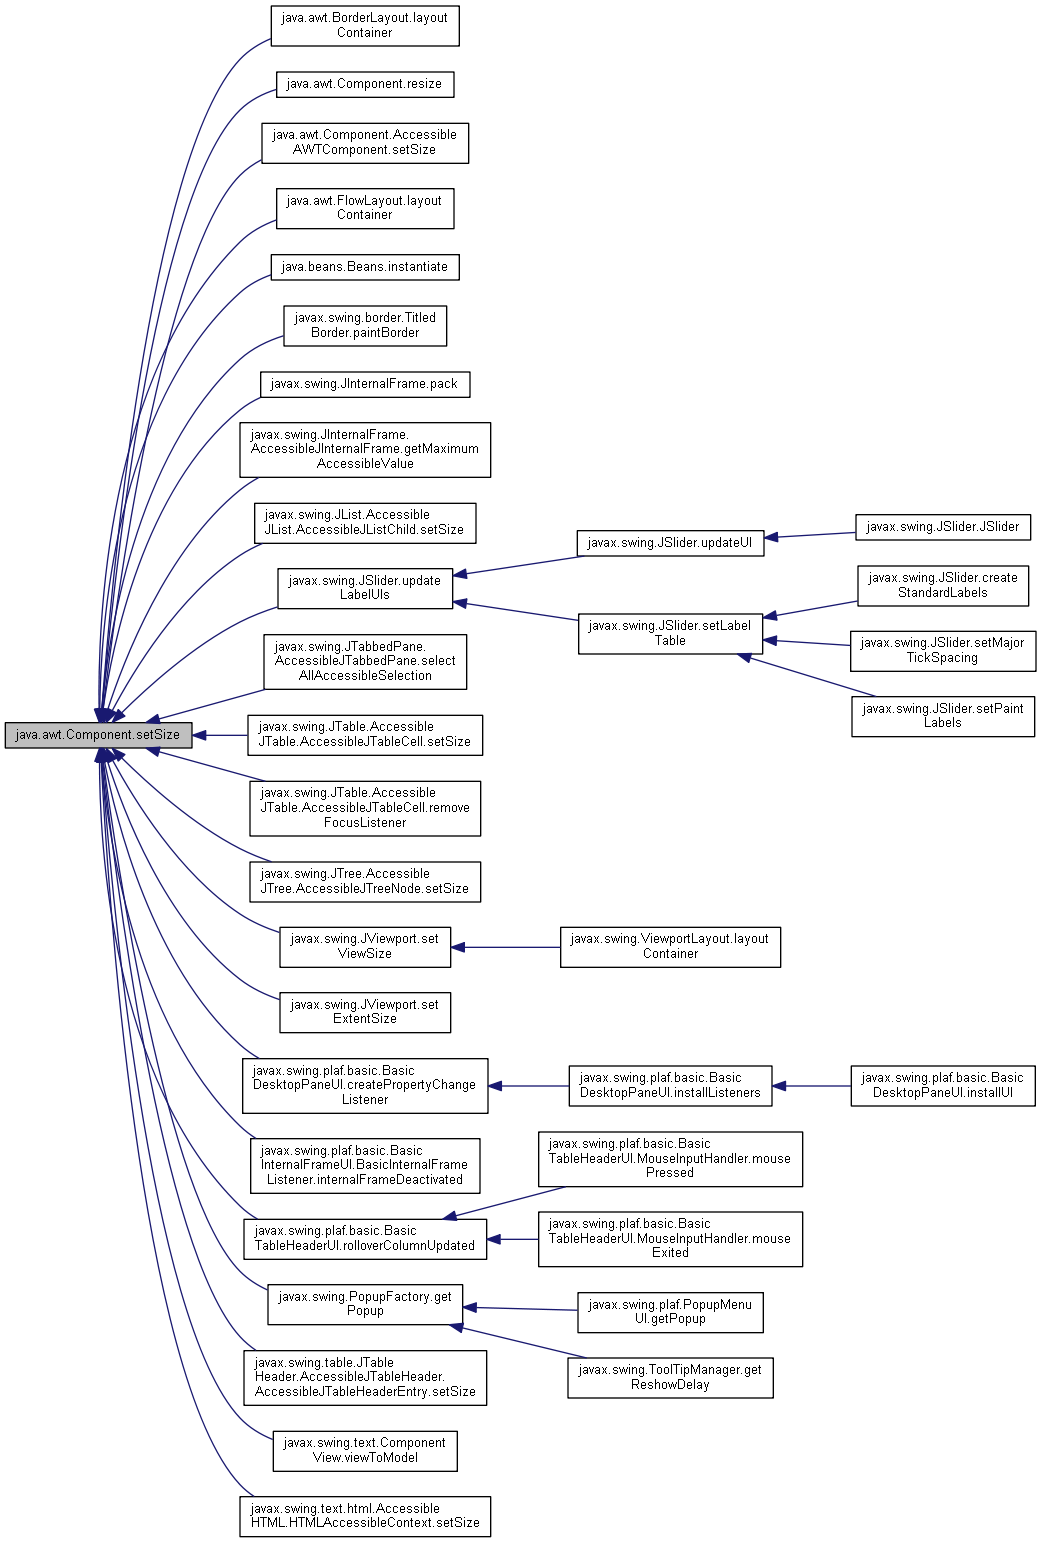 java.awt.BorderLayout.layout
Container
java.awt.Component.resize
java.awt.Component.Accessible
AWTComponent.setSize
java.awt.FlowLayout.layout
Container
java.beans.Beans.instantiate
javax.swing.border.Titled
Border.paintBorder
javax.swing.JInternalFrame.pack
javax.swing.JInternalFrame.
AccessibleJInternalFrame.getMaximum
AccessibleValue
javax.swing.JList.Accessible
JList.AccessibleJListChild.setSize
javax.swing.JSlider.update
LabelUIs
javax.swing.JSlider.updateUI
javax.swing.JSlider.JSlider
javax.swing.JSlider.setLabel
Table
javax.swing.JSlider.create
StandardLabels
javax.swing.JSlider.setMajor
TickSpacing
javax.swing.JSlider.setPaint
Labels
javax.swing.JTabbedPane.
AccessibleJTabbedPane.select
AllAccessibleSelection
java.awt.Component.setSize
javax.swing.JTable.Accessible
JTable.AccessibleJTableCell.setSize
javax.swing.JTable.Accessible
JTable.AccessibleJTableCell.remove
FocusListener
javax.swing.JTree.Accessible
JTree.AccessibleJTreeNode.setSize
javax.swing.JViewport.set
ViewSize
javax.swing.ViewportLayout.layout
Container
javax.swing.JViewport.set
ExtentSize
javax.swing.plaf.basic.Basic
DesktopPaneUI.createPropertyChange
Listener
javax.swing.plaf.basic.Basic
DesktopPaneUI.installListeners
javax.swing.plaf.basic.Basic
DesktopPaneUI.installUI
javax.swing.plaf.basic.Basic
InternalFrameUI.BasicInternalFrame
Listener.internalFrameDeactivated
javax.swing.plaf.basic.Basic
TableHeaderUI.MouseInputHandler.mouse
Pressed
javax.swing.plaf.basic.Basic
TableHeaderUI.rolloverColumnUpdated
javax.swing.plaf.basic.Basic
TableHeaderUI.MouseInputHandler.mouse
Exited
javax.swing.PopupFactory.get
Popup
javax.swing.plaf.PopupMenu
UI.getPopup
javax.swing.ToolTipManager.get
ReshowDelay
javax.swing.table.JTable
Header.AccessibleJTableHeader.
AccessibleJTableHeaderEntry.setSize
javax.swing.text.Component
View.viewToModel
javax.swing.text.html.Accessible
HTML.HTMLAccessibleContext.setSize